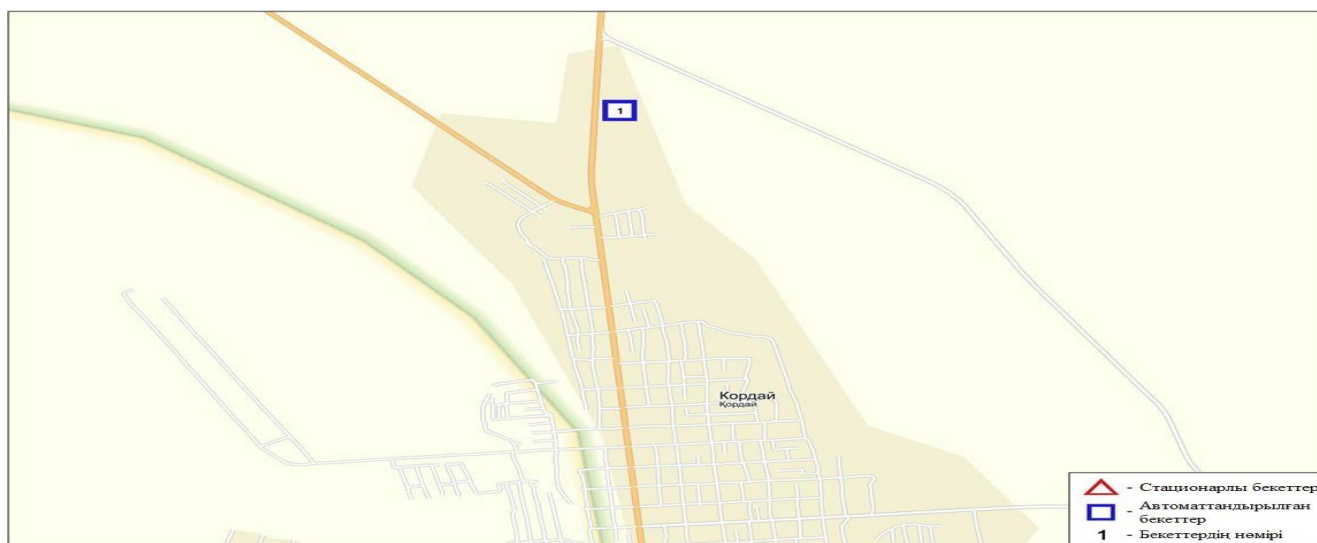 1
Кордай
Қордай
- Стационарлы бекеттер
- Автоматтандырылған
бекеттер
1 - Бекеттердің нөмірі